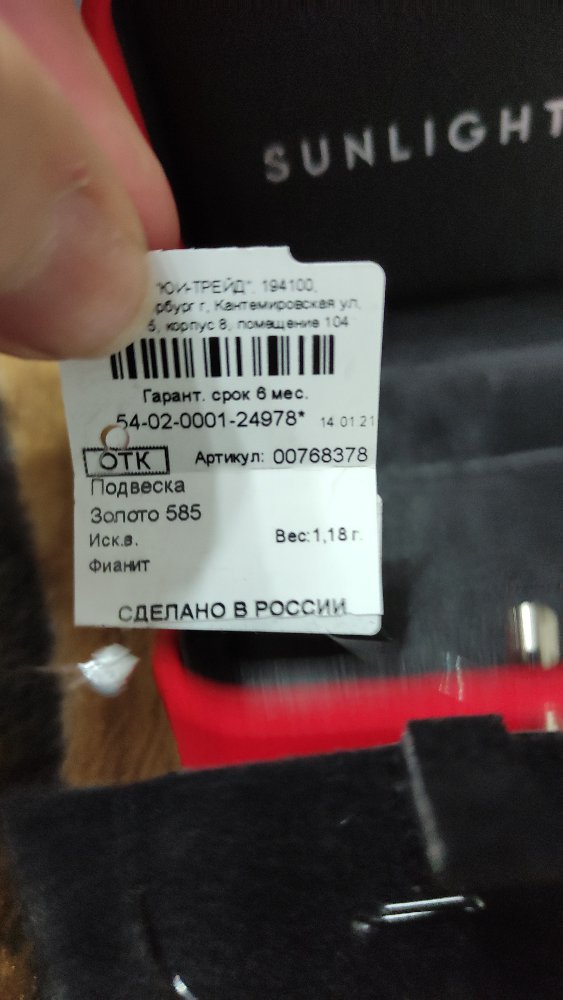 SUNLIGHT
"ЮИ-ТРЕЙД", 194100,
рбург г, Кантемировская ул,
5, корпус 8, помещение 104
Гарант. срок 6 мес.
54-02-0001-24978* 14 01 21
ОТК Артикул: 00768378
Подвеска
Золото 585
Иск.в. Вес:1,18 г.
Фианит
СДЕЛАНО В РОССИИ